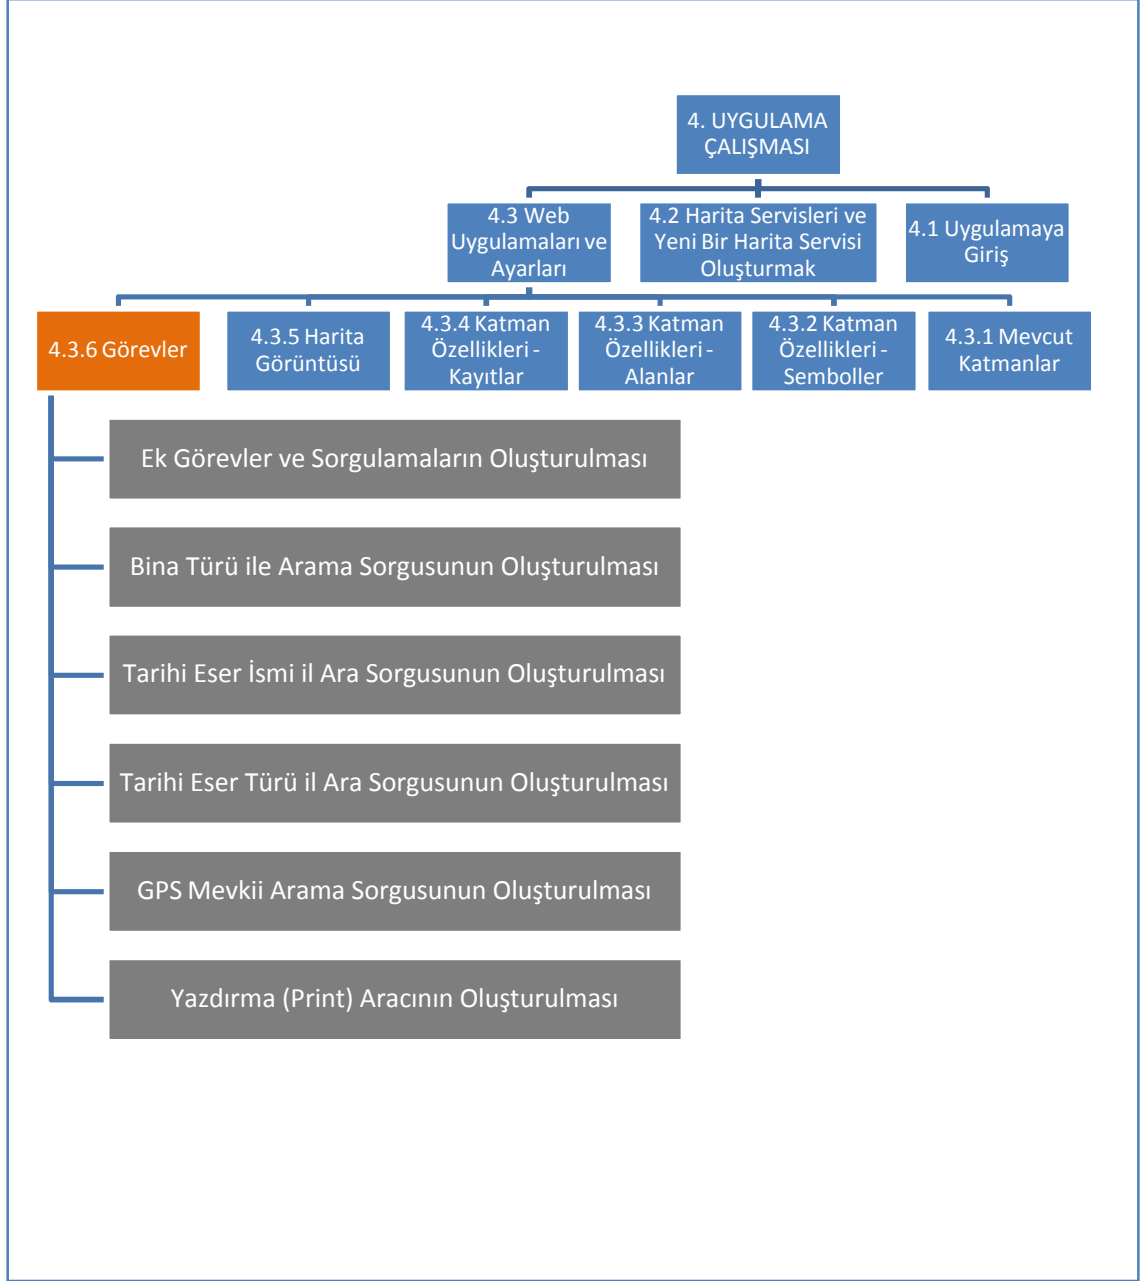 4. UYGULAMA
ÇALIŞMASI
4.3 Web
Uygulamaları ve
Ayarları
4.2 Harita Servisleri ve
Yeni Bir Harita Servisi
Oluşturmak
4.1 Uygulamaya
Giriş
4.3.6 Görevler
4.3.5 Harita
Görüntüsü
4.3.4 Katman
Özellikleri -
Kayıtlar
4.3.3 Katman
Özellikleri -
Alanlar
4.3.2 Katman
Özellikleri -
Semboller
4.3.1 Mevcut
Katmanlar
Ek Görevler ve Sorgulamaların Oluşturulması
Bina Türü ile Arama Sorgusunun Oluşturulması
Tarihi Eser İsmi il Ara Sorgusunun Oluşturulması
Tarihi Eser Türü il Ara Sorgusunun Oluşturulması
GPS Mevkii Arama Sorgusunun Oluşturulması
Yazdırma (Print) Aracının Oluşturulması